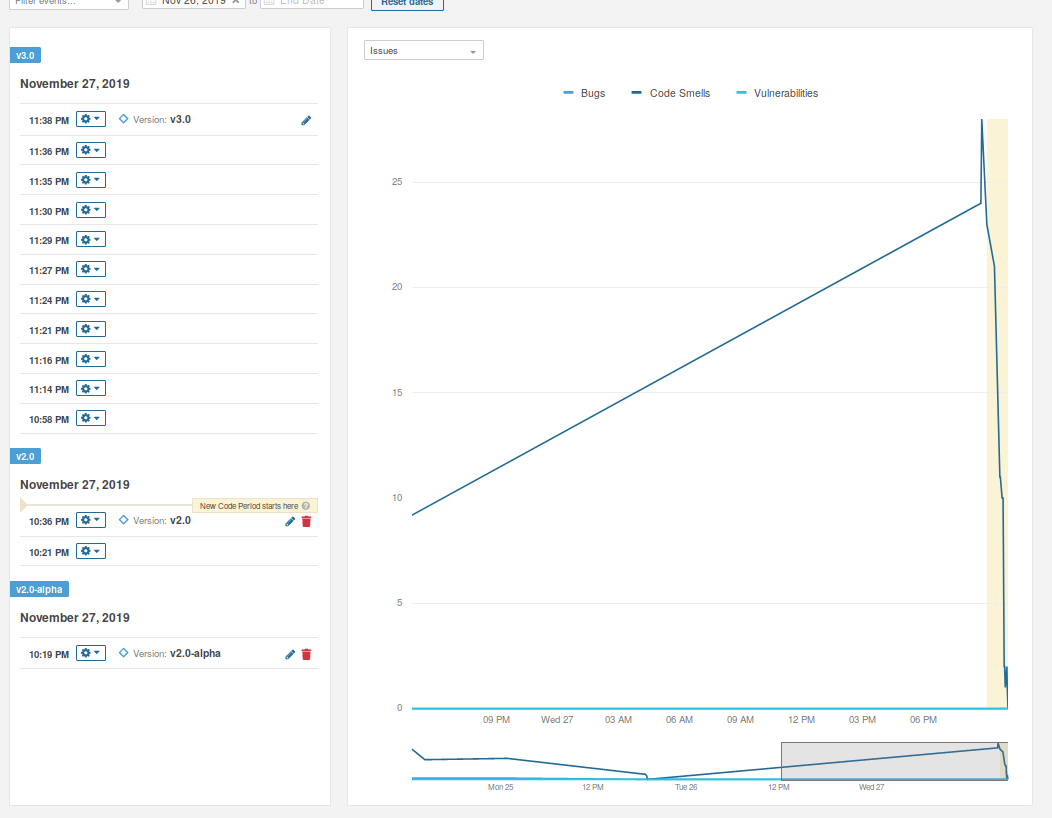 Filter events...
Nov 26, 2019
to
End Date
Reset dates
v3.0
November 27, 2019
11:38 PM Version: v3.0
11:36 PM
11:35 PM
11:30 PM
11:29 PM
11:27 PM
11:24 PM
11:21 PM
11:16 PM
11:14 PM
10:58 PM
v2.0
November 27, 2019
New Code Period starts here ?
10:36 PM Version: v2.0
10:21 PM
v2.0-alpha
November 27, 2019
10:19 PM Version: v2.0-alpha
Issues
Bugs Code Smells Vulnerabilities
25
20
15
10
5
0
09 PM Wed 27 03 AM 06 AM 09 AM 12 PM 03 PM 06 PM
Mon 25 12 PM Tue 26 12 PM Wed 27